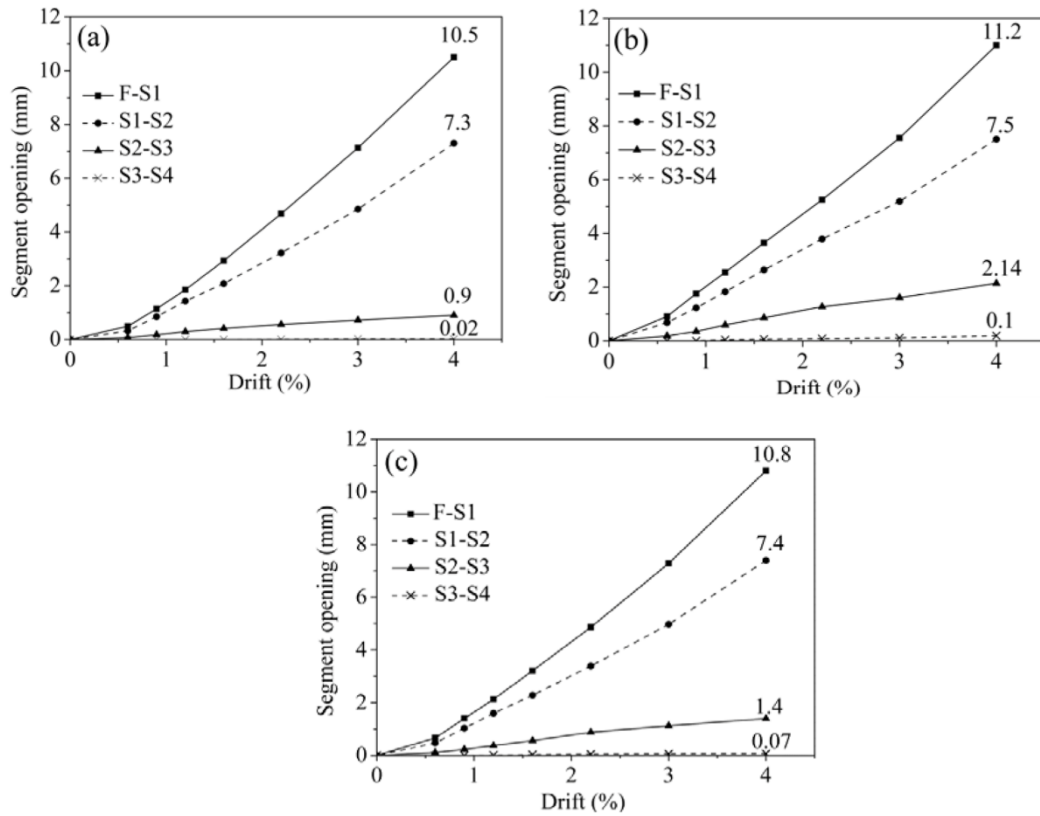 (a)
12
10
8
6
4
2
0
Segment opening (mm)
F-S1
S1-S2
S2-S3
S3-S4
10.5
7.3
0.9
0.02
0 1 2 3 4
Drift (%)
(b)
12
10
8
6
4
2
0
Segment opening (mm)
F-S1
S1-S2
S2-S3
S3-S4
11.2
7.5
2.14
0.1
0 1 2 3 4
Drift (%)
(c)
12
10
8
6
4
2
0
Segment opening (mm)
F-S1
S1-S2
S2-S3
S3-S4
10.8
7.4
1.4
0.07
0 1 2 3 4
Drift (%)